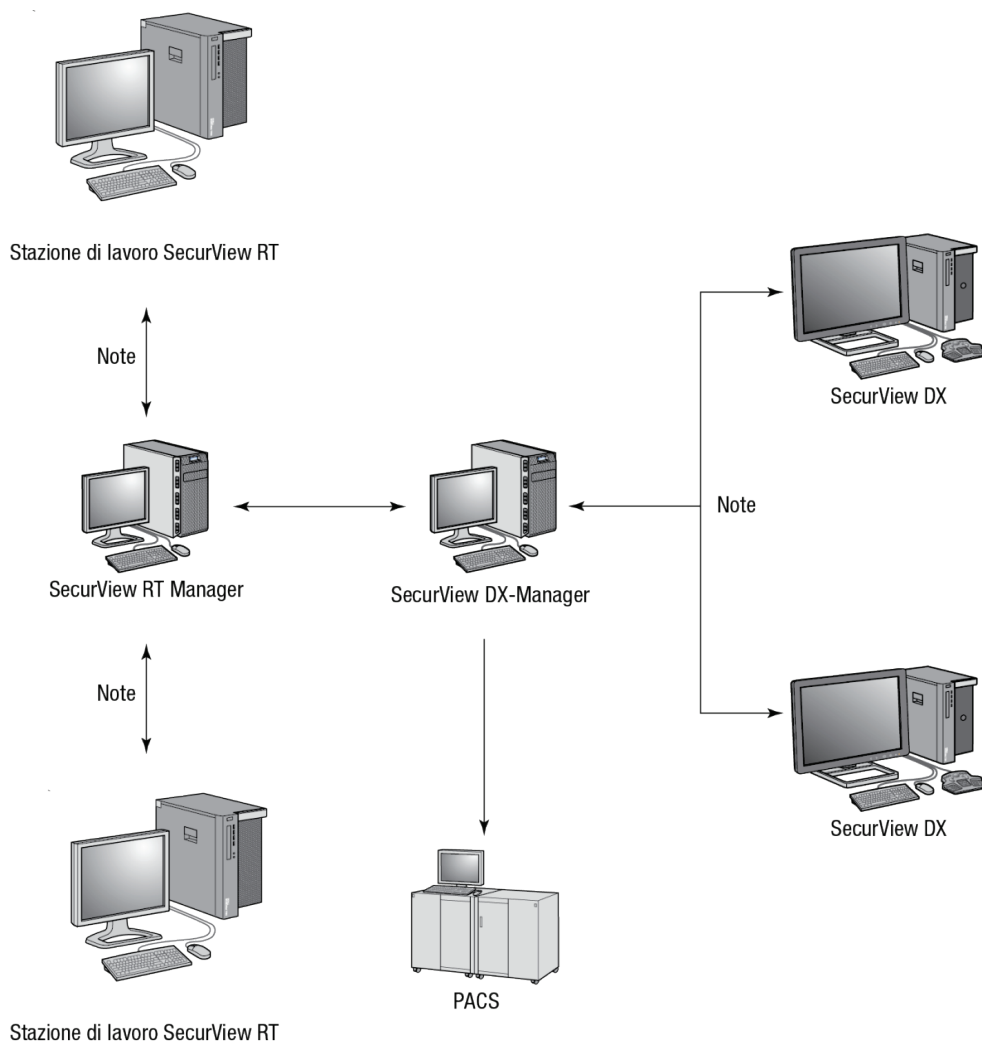 Stazione di lavoro SecurView RT
Note
SecurView DX
SecurView RT Manager
SecurView DX-Manager
Note
Note
SecurView DX
PACS
Stazione di lavoro SecurView RT